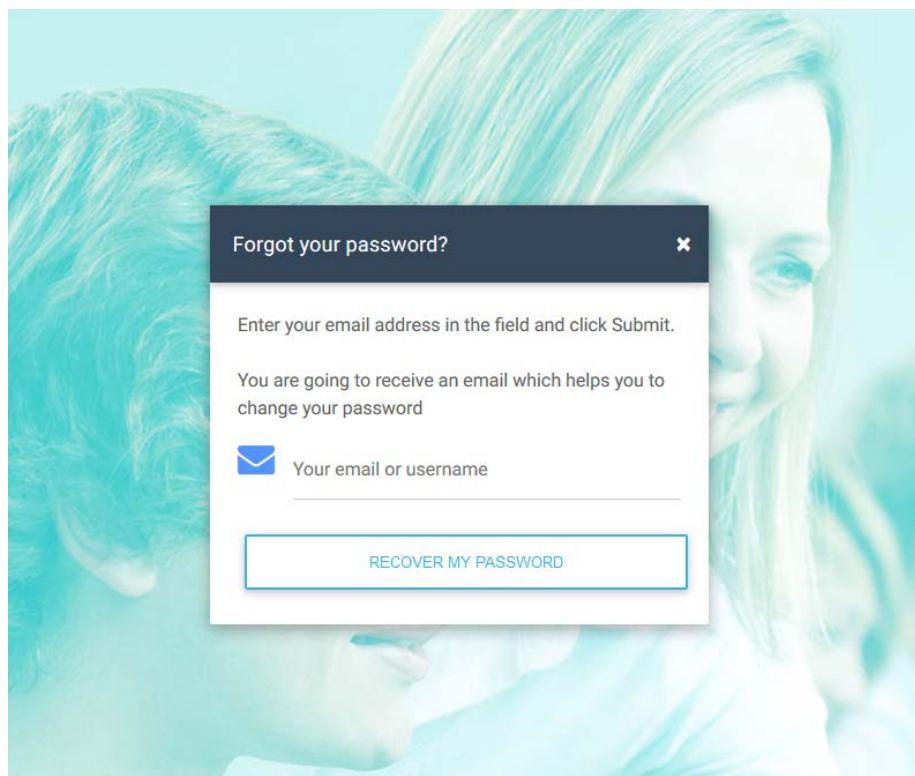 Forgot your password?
Enter your email address in the field and click Submit.
You are going to receive an email which helps you to
change your password
Your email or username
RECOVER MY PASSWORD